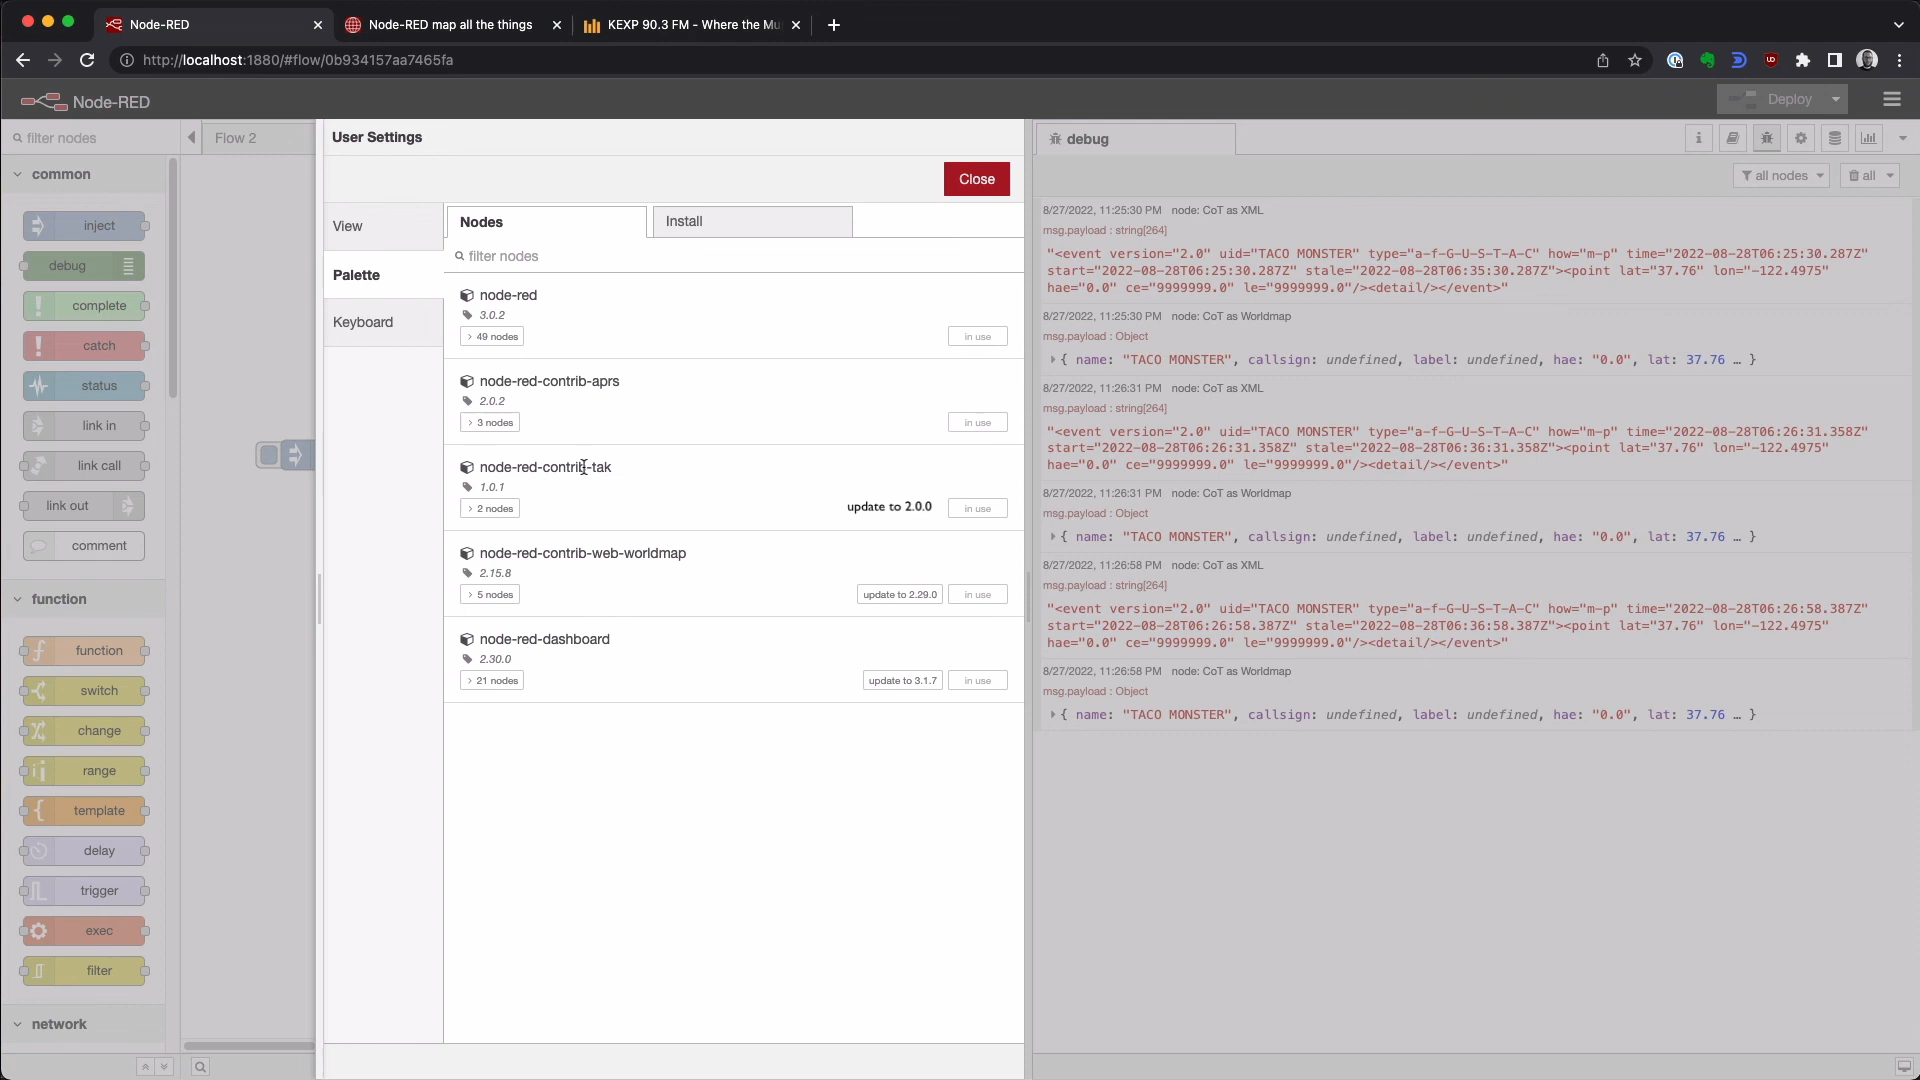 Node-RED
Node-RED map all the things
KEXP 90.3 FM - Where the Mu
http://localhost:1880/#flow/0b934157aa7465fa
Node-RED
Deploy
filter nodes
Flow 2
common
inject
debug
complete
catch
status
link in
link call
link out
comment
function
function
switch
change
range
template
delay
trigger
exec
filter
network
User Settings
Close
View
Palette
Keyboard
Nodes
Install
filter nodes
node-red
3.0.2
49 nodes
in use
node-red-contrib-aprs
2.0.2
3 nodes
in use
node-red-contrib-tak
1.0.1
2 nodes
update to 2.0.0
in use
node-red-contrib-web-worldmap
2.15.8
5 nodes
update to 2.29.0
in use
node-red-dashboard
2.30.0
21 nodes
update to 3.1.7
in use
debug
all nodes
all
8/27/2022, 11:25:30 PM node: CoT as XML
msg.payload : string[264]
"<event version="2.0" uid="TACO MONSTER" type="a-f-G-U-S-T-A-C" how="m-p" time="2022-08-28T06:25:30.287Z"
start="2022-08-28T06:25:30.287Z" stale="2022-08-28T06:35:30.287Z"><point lat="37.76" lon="-122.4975"
hae="0.0" ce="9999999.0" le="9999999.0"/><detail/></event>"
8/27/2022, 11:25:30 PM node: CoT as Worldmap
msg.payload : Object
{ name: "TACO MONSTER", callsign: undefined, label: undefined, hae: "0.0", lat: 37.76 … }
8/27/2022, 11:26:31 PM node: CoT as XML
msg.payload : string[264]
"<event version="2.0" uid="TACO MONSTER" type="a-f-G-U-S-T-A-C" how="m-p" time="2022-08-28T06:26:31.358Z"
start="2022-08-28T06:26:31.358Z" stale="2022-08-28T06:36:31.358Z"><point lat="37.76" lon="-122.4975"
hae="0.0" ce="9999999.0" le="9999999.0"/><detail/></event>"
8/27/2022, 11:26:31 PM node: CoT as Worldmap
msg.payload : Object
{ name: "TACO MONSTER", callsign: undefined, label: undefined, hae: "0.0", lat: 37.76 … }
8/27/2022, 11:26:58 PM node: CoT as XML
msg.payload : string[264]
"<event version="2.0" uid="TACO MONSTER" type="a-f-G-U-S-T-A-C" how="m-p" time="2022-08-28T06:26:58.387Z"
start="2022-08-28T06:26:58.387Z" stale="2022-08-28T06:36:58.387Z"><point lat="37.76" lon="-122.4975"
hae="0.0" ce="9999999.0" le="9999999.0"/><detail/></event>"
8/27/2022, 11:26:58 PM node: CoT as Worldmap
msg.payload : Object
{ name: "TACO MONSTER", callsign: undefined, label: undefined, hae: "0.0", lat: 37.76 … }